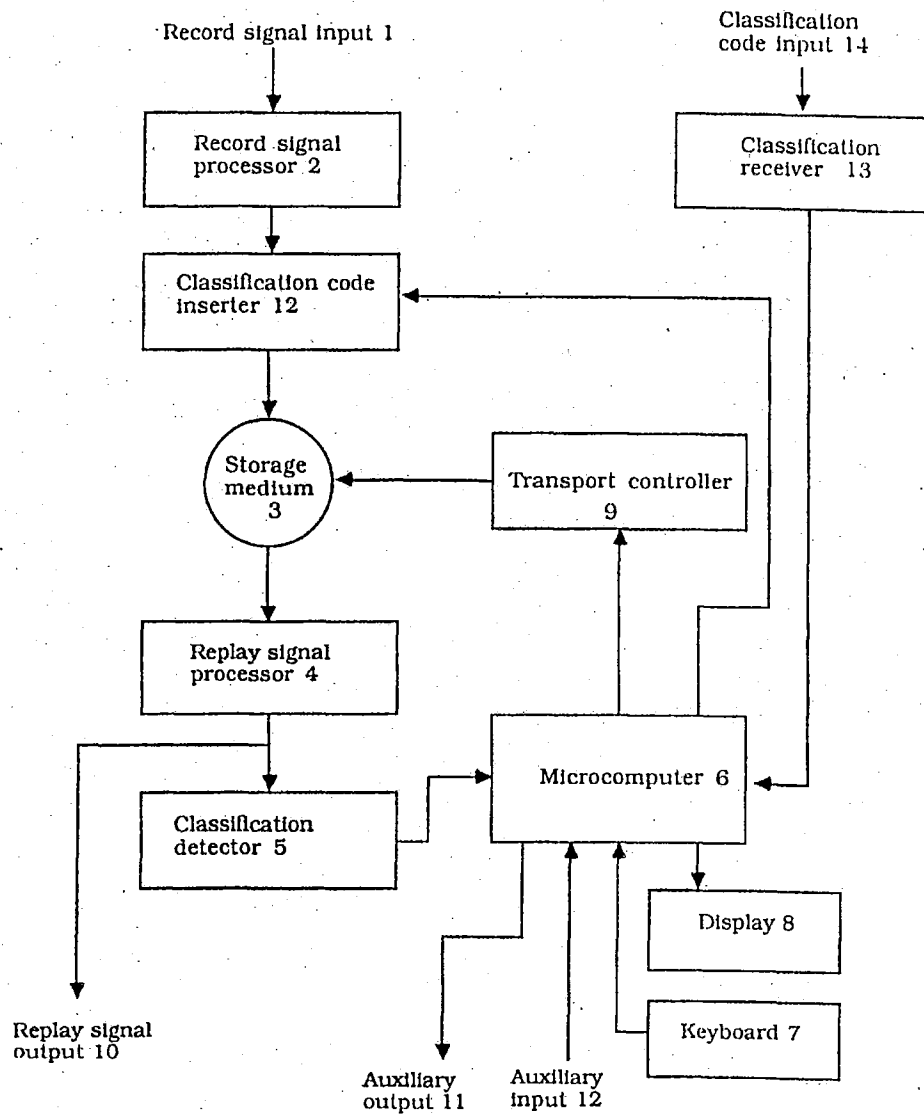 Record signal input 1
Classification
code input 14
Record signal
processor 2
Classification
receiver 13
Classification code
inserter 12
Storage
medium
3
Transport controller
9
Replay signal
processor 4
Microcomputer 6
Classification
detector 5
Display 8
Keyboard 7
Replay signal
output 10
Auxiliary
output 11
Auxiliary
input 12